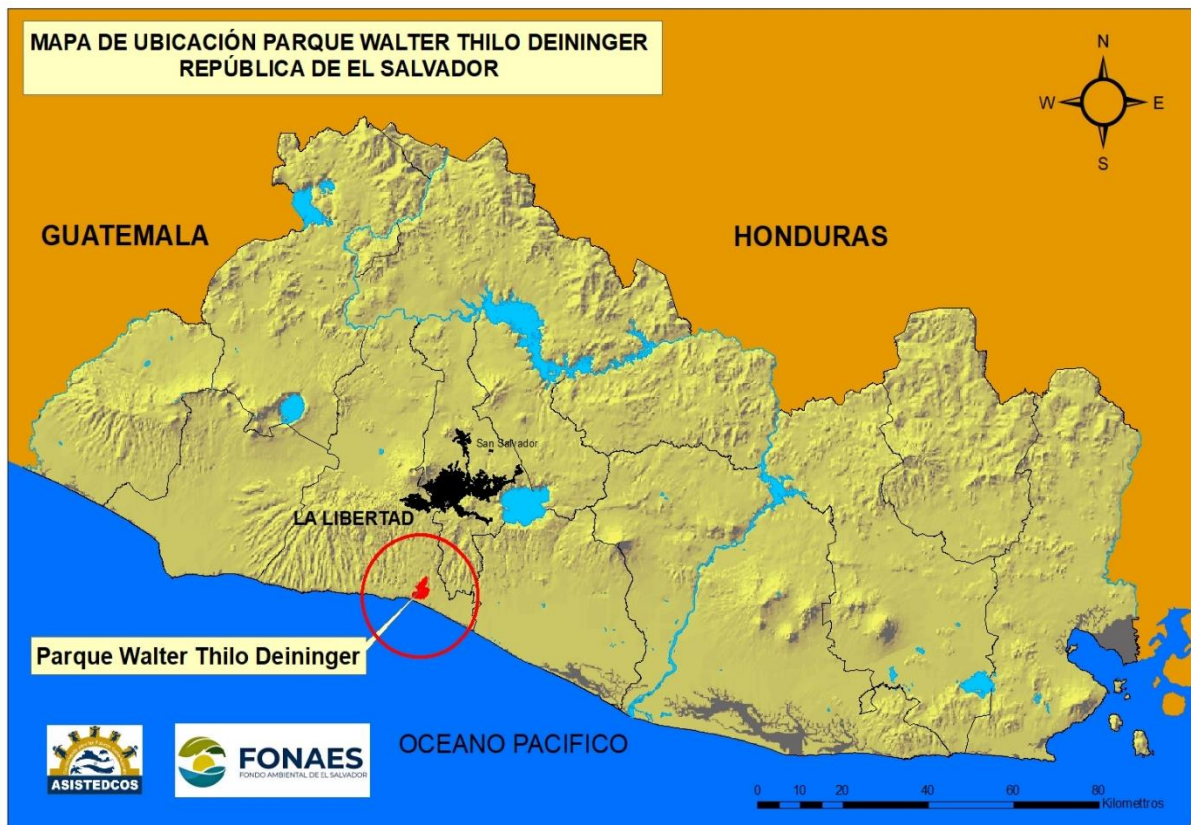 MAPA DE UBICACIÓN PARQUE WALTER THILO DEININGER
REPÚBLICA DE EL SALVADOR
N
W E
S
GUATEMALA
HONDURAS
San Salvador
LA LIBERTAD
Parque Walter Thilo Deininger
OCEANO PACIFICO
ASISTEDCOS
FONAES
FONDO AMBIENTAL DE EL SALVADOR
0 5 10 20 40 60 80
Kilomettros